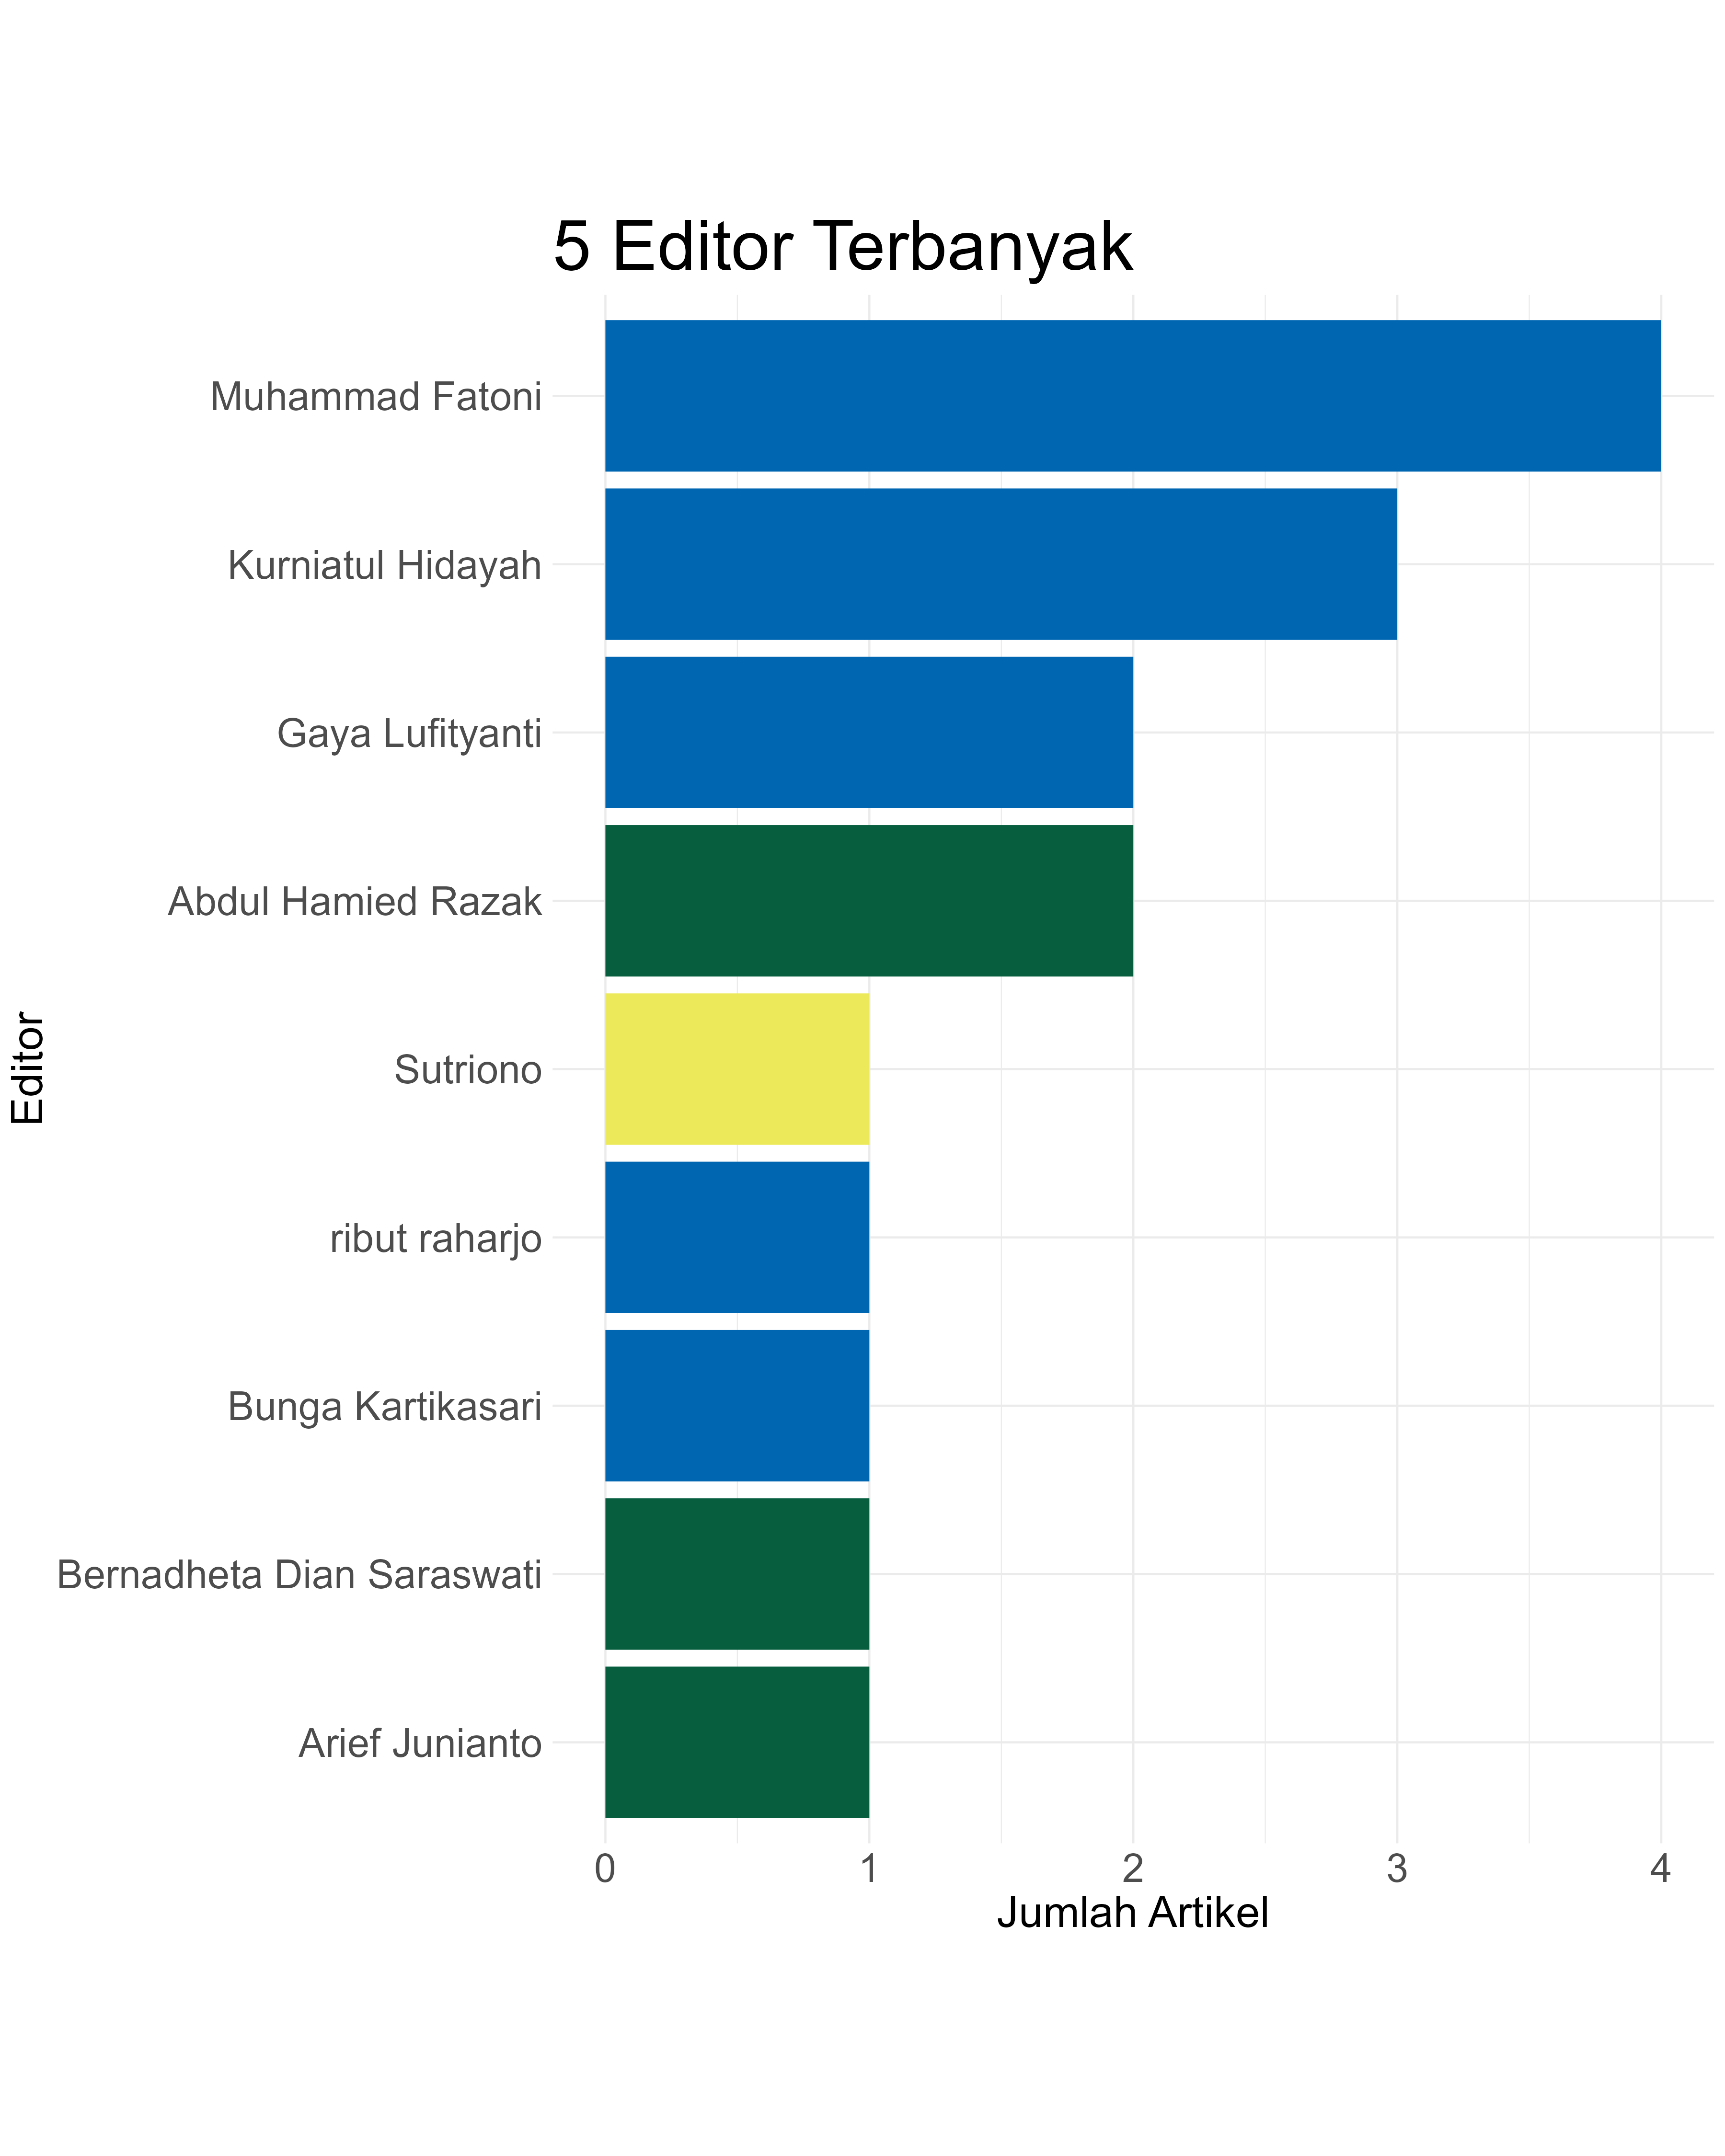 5 Editor Terbanyak
Editor
Muhammad Fatoni
Kurniatul Hidayah
Gaya Lufityanti
Abdul Hamied Razak
Sutriono
ribut raharjo
Bunga Kartikasari
Bernadheta Dian Saraswati
Arief Junianto
0 1 2 3 4
Jumlah Artikel